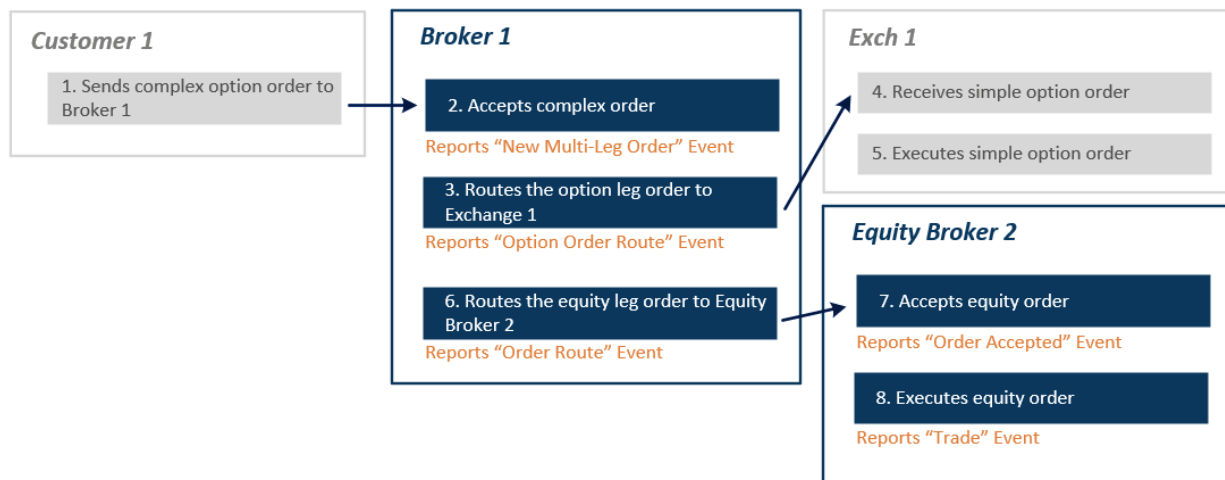 Customer 1
1. Sends complex option order to
Broker 1
Broker 1
2. Accepts complex order
Reports “New Multi-Leg Order” Event
3. Routes the option leg order to
Exchange 1
Reports “Option Order Route” Event
6. Routes the equity leg order to Equity
Broker 2
Reports “Order Route” Event
Exch 1
4. Receives simple option order
5. Executes simple option order
Equity Broker 2
7. Accepts equity order
Reports “Order Accepted” Event
8. Executes equity order
Reports “Trade” Event